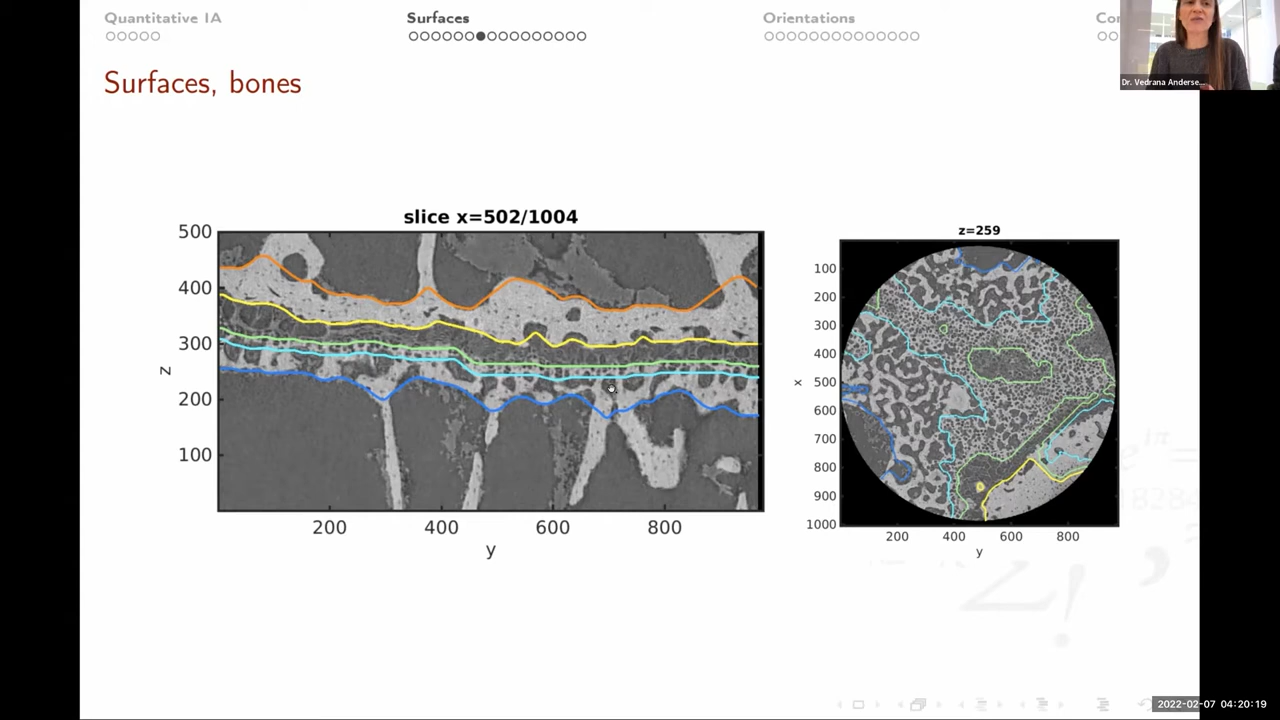 Quantitative IA
Surfaces
Orientations
Co
Dr. Vedrana Anderse...
Surfaces, bones
slice x=502/1004
500
400
300
200
100
z
200
400
600
800
y
z=259
100
200
300
400
500
600
700
800
900
1000
x
200
400
600
800
y
2022-02-07 04:20:19